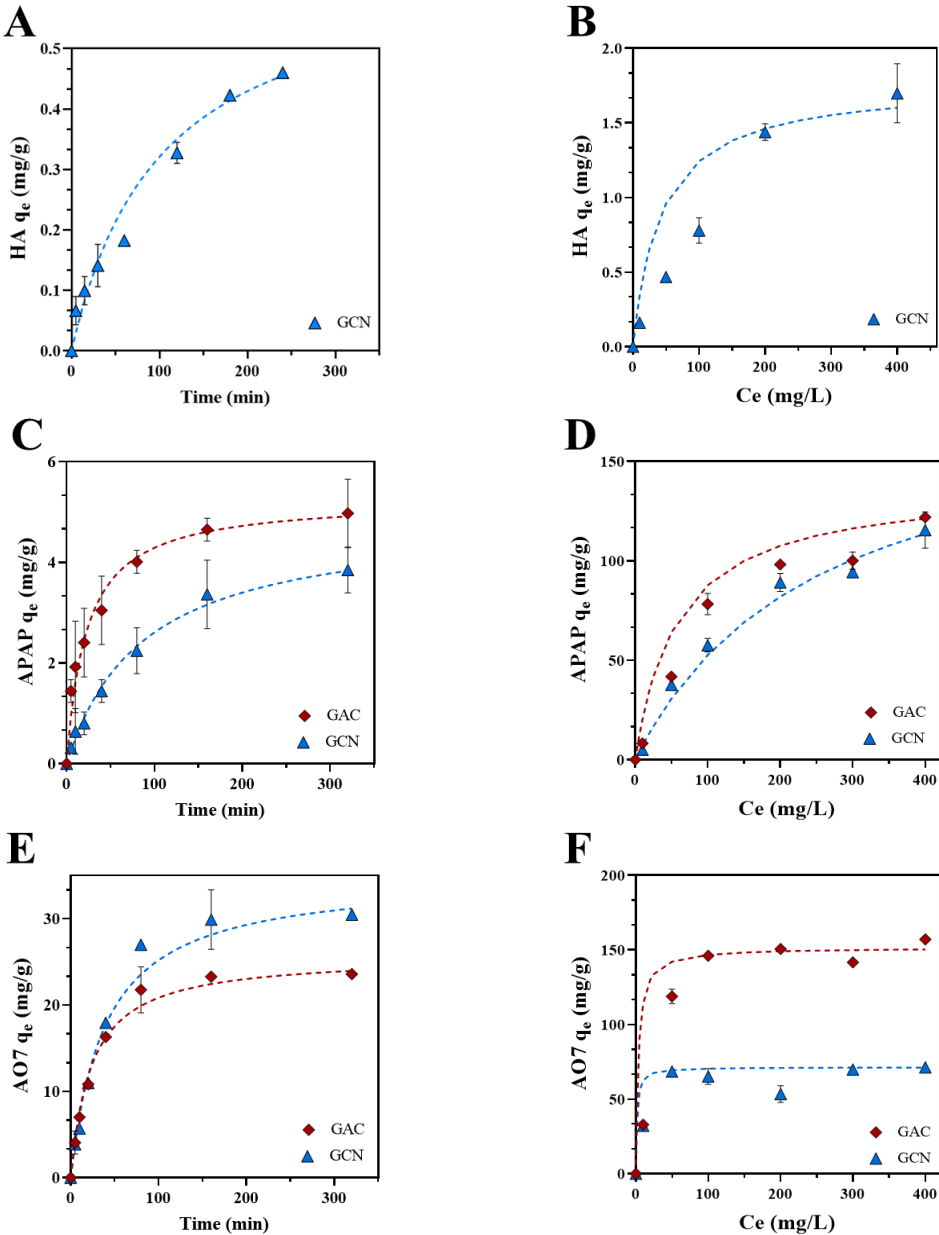 A
HA qe (mg/g)
0.5
0.4
0.3
0.2
0.1
0.0
GCN
0 100 200 300
Time (min)
B
HA qe (mg/g)
2.0
1.5
1.0
0.5
0.0
GCN
0 100 200 300 400
Ce (mg/L)
C
APAP qe (mg/g)
6
4
2
0
GAC
GCN
0 100 200 300
Time (min)
D
APAP qe (mg/g)
150
100
50
0
GAC
GCN
0 100 200 300 400
Ce (mg/L)
E
AO7 qe (mg/g)
30
20
10
0
GAC
GCN
0 100 200 300
Time (min)
F
AO7 qe (mg/g)
200
150
100
50
0
GAC
GCN
0 100 200 300 400
Ce (mg/L)